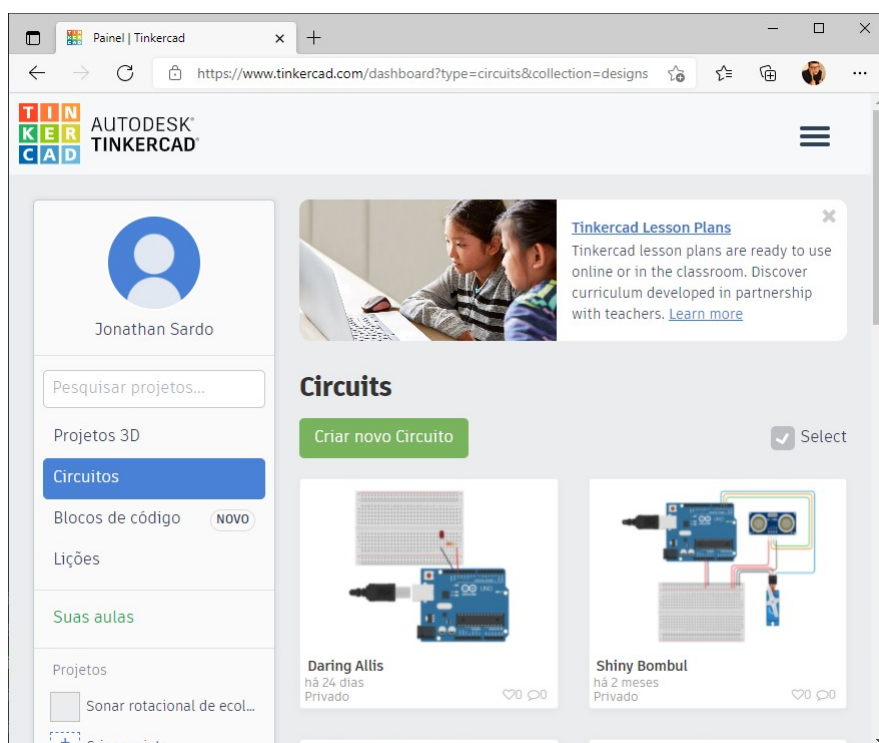 Painel | Tinkercad
https://www.tinkercad.com/dashboard?type=circuits&collection=designs
TIN
KER
CAD
AUTODESK®
TINKERCAD®
Jonathan Sardo
Pesquisar projetos...
Projetos 3D
Circuitos
Blocos de código NOVO
Lições
Suas aulas
Projetos
Sonar rotacional de ecol...
Tinkercad Lesson Plans
Tinkercad lesson plans are ready to use
online or in the classroom. Discover
curriculum developed in partnership
with teachers. Learn more
Circuits
Criar novo Circuito
Select
Daring Allis
há 24 dias
Privado
0 0
Shiny Bombul
há 2 meses
Privado
0 0